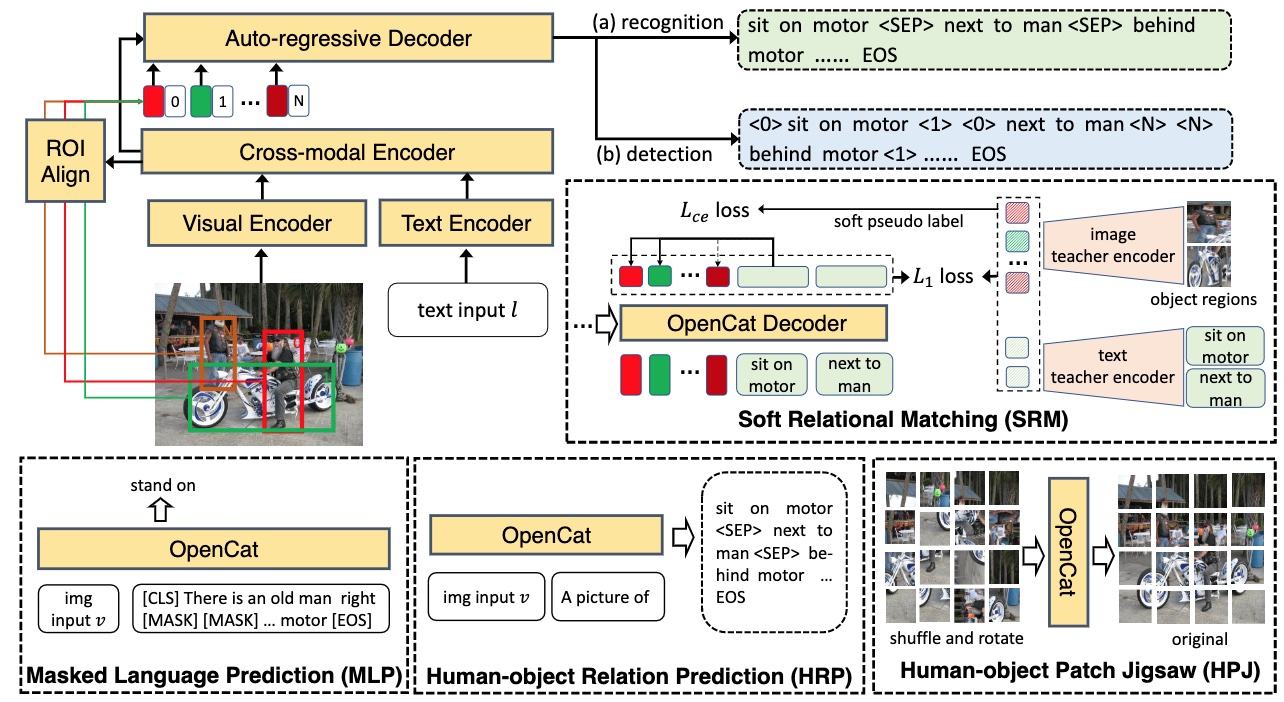 Auto-regressive Decoder
(a) recognition
sit on motor <SEP> next to man <SEP> behind
motor ...... EOS
0
1
...
N
ROI
Align
Cross-modal Encoder
(b) detection
<0> sit on motor <1> <0> next to man <N> <N>
behind motor <1> ...... EOS
Visual Encoder
Text Encoder
text input l
L_ce loss
soft pseudo label
image
teacher encoder
object regions
...
...
L_1 loss
...
OpenCat Decoder
...
sit on
motor
next to
man
text
teacher encoder
sit on
motor
next to
man
Soft Relational Matching (SRM)
stand on
OpenCat
img
input v
[CLS] There is an old man right
[MASK] [MASK] ... motor [EOS]
Masked Language Prediction (MLP)
OpenCat
img input v
A picture of
sit on motor
<SEP> next to
man <SEP> be-
hind motor ...
EOS
Human-object Relation Prediction (HRP)
OpenCat
shuffle and rotate
original
Human-object Patch Jigsaw (HPJ)